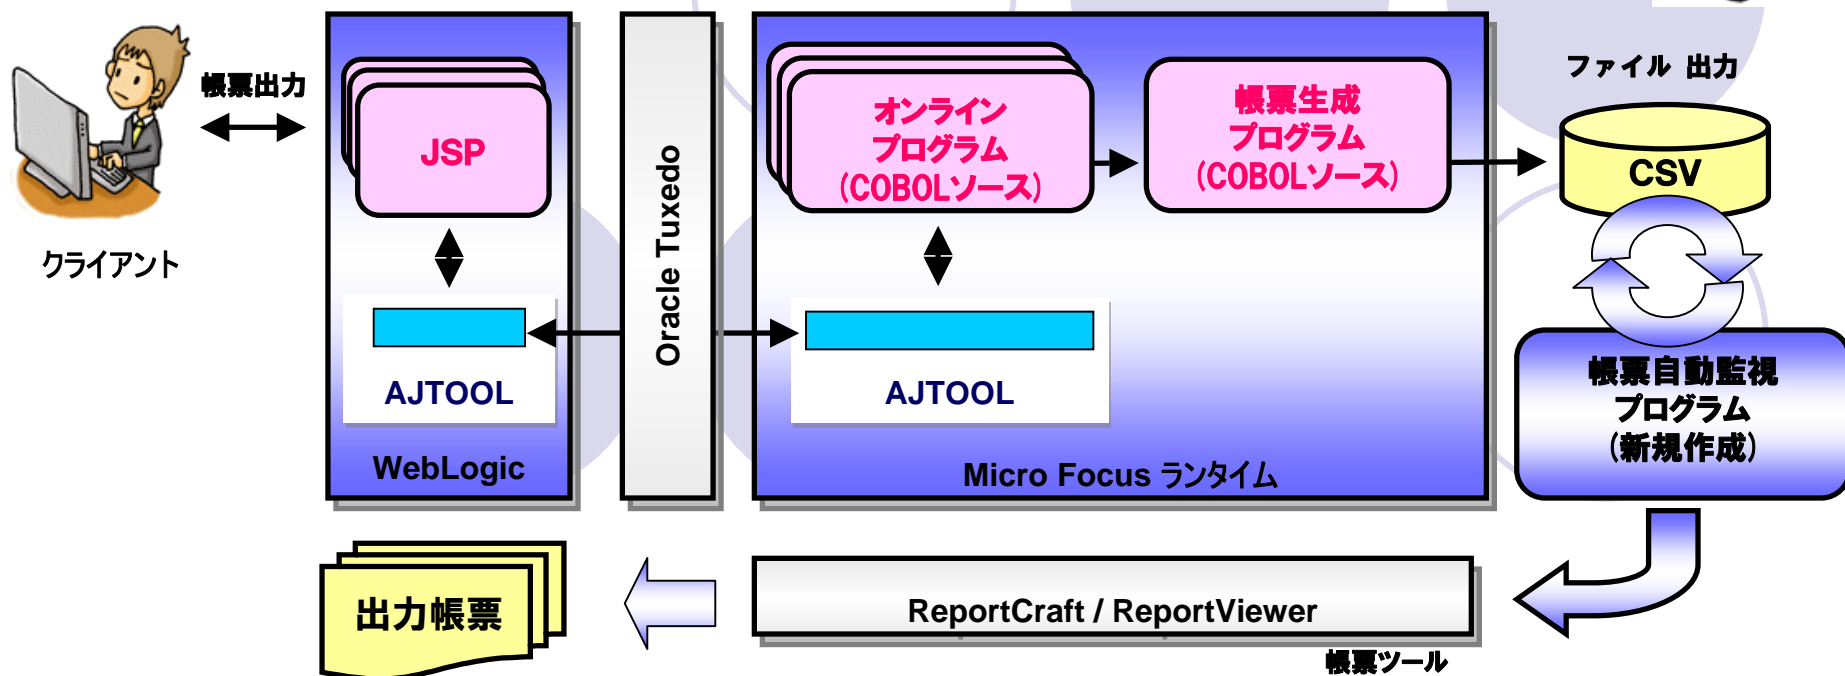 帳票出力
クライアント
JSP
AJTOOL
WebLogic
Oracle Tuxedo
オンライン
プログラム
(COBOLソース)
帳票生成
プログラム
(COBOLソース)
AJTOOL
Micro Focus ランタイム
ファイル 出力
CSV
帳票自動監視
プログラム
(新規作成)
出力帳票
ReportCraft / ReportViewer
帳票ツール